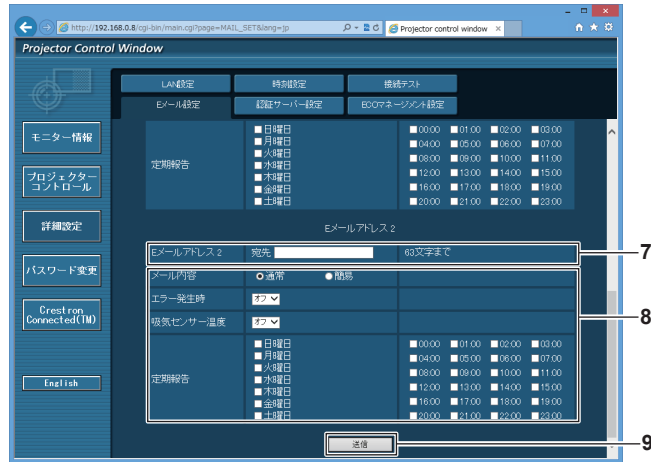 http://192.168.0.8/cgi-bin/main.cgi?page=MAIL_SET&lang=jp
Projector control window
Projector Control Window
LAN設定 時刻設定 接続テスト
Eメール設定 認証サーバー設定 ECOマネージメント設定
モニター情報
プロジェクター
コントロール
詳細設定
パスワード変更
Crestron
Connected(TM)
English
定期報告
日曜日
月曜日
火曜日
水曜日
木曜日
金曜日
土曜日
00:00 01:00 02:00 03:00
04:00 05:00 06:00 07:00
08:00 09:00 10:00 11:00
12:00 13:00 14:00 15:00
16:00 17:00 18:00 19:00
20:00 21:00 22:00 23:00
Eメールアドレス 2
Eメールアドレス 2 宛先 63文字まで 7
メール内容 通常 簡易
エラー発生時 オフ
8
吸気センサー温度 オフ
定期報告
日曜日
月曜日
火曜日
水曜日
木曜日
金曜日
土曜日
00:00 01:00 02:00 03:00
04:00 05:00 06:00 07:00
08:00 09:00 10:00 11:00
12:00 13:00 14:00 15:00
16:00 17:00 18:00 19:00
20:00 21:00 22:00 23:00
送信 9